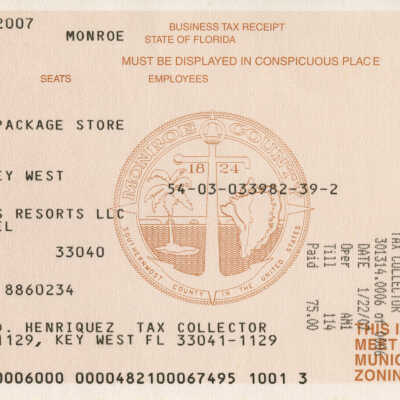 2007
MONROE
BUSINESS TAX RECEIPT
STATE OF FLORIDA
MUST BE DISPLAYED IN CONSPICUOUS PLACE
SEATS EMPLOYEES
PACKAGE STORE
MONROE COUNTY
1824
SOUTHERNMOST COUNTY IN THE UNITED STATES
EY WEST
54-03-033982-39-2
S RESORTS LLC
EL
33040
8860234
TAX COLLECTOR
301314.0006 of
DATE 1/22/
Oper AM1
Till 114
Paid 75.00
D. HENRIQUEZ TAX COLLECTOR
1129, KEY WEST FL 33041-1129
THIS I
MEET
MUNIC
ZONIN
0006000 0000482100067495 1001 3